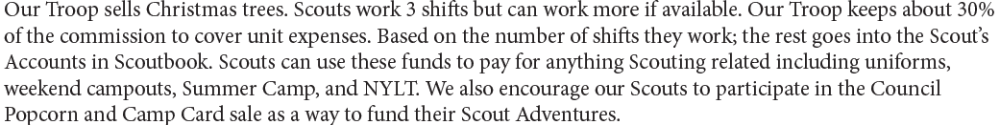 Our Troop sells Christmas trees. Scouts work 3 shifts but can work more if available. Our Troop keeps about 30%
of the commission to cover unit expenses. Based on the number of shifts they work; the rest goes into the Scout's
Accounts in Scoutbook. Scouts can use these funds to pay for anything Scouting related including uniforms,
weekend campouts, Summer Camp, and NYLT. We also encourage our Scouts to participate in the Council
Popcorn and Camp Card sale as a way to fund their Scout Adventures.